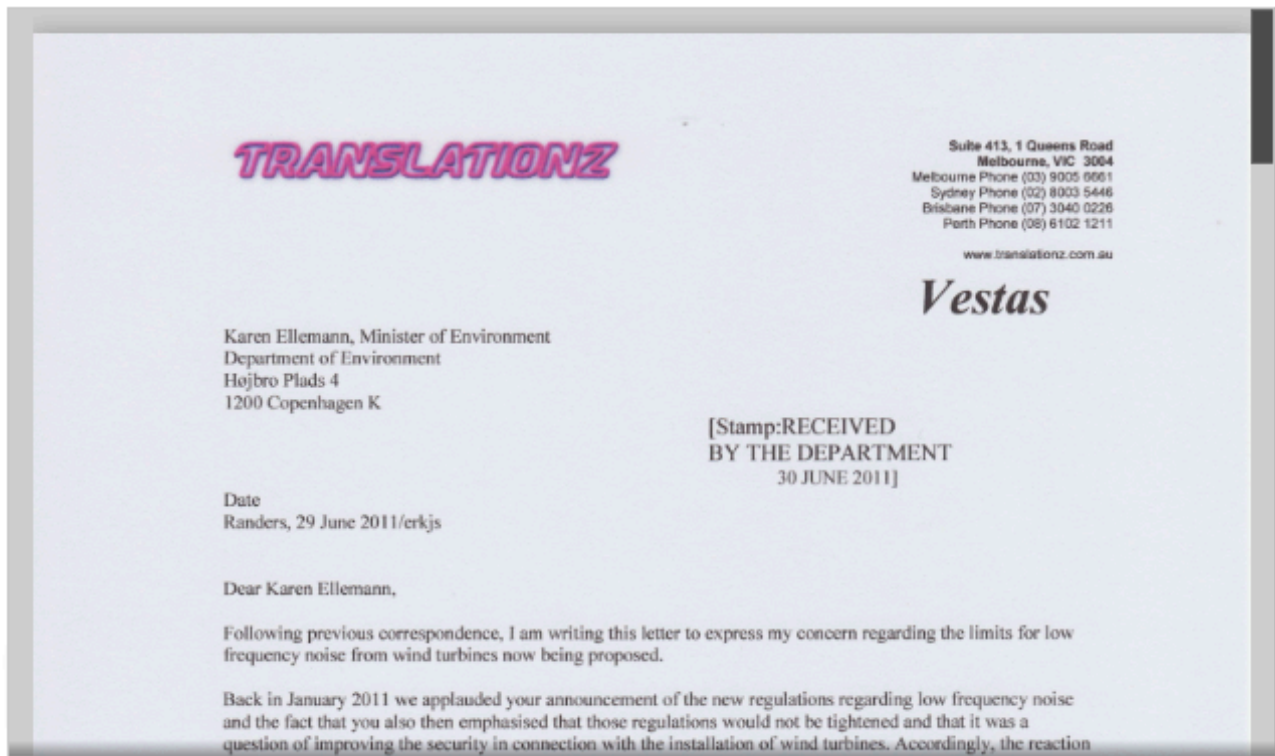 TRANSLATIONZ
Suite 413, 1 Queens Road
Melbourne, VIC 3004
Melbourne Phone (03) 9005 6661
Sydney Phone (02) 8003 5446
Brisbane Phone (07) 3040 0226
Perth Phone (08) 6102 1211
www.translationz.com.au
Vestas
Karen Ellemann, Minister of Environment
Department of Environment
Højbro Plads 4
1200 Copenhagen K
[Stamp:RECEIVED
BY THE DEPARTMENT
30 JUNE 2011]
Date
Randers, 29 June 2011/erkjs
Dear Karen Ellemann,
Following previous correspondence, I am writing this letter to express my concern regarding the limits for low
frequency noise from wind turbines now being proposed.
Back in January 2011 we applauded your announcement of the new regulations regarding low frequency noise
and the fact that you also then emphasised that those regulations would not be tightened and that it was a
question of improving the security in connection with the installation of wind turbines. Accordingly, the reaction